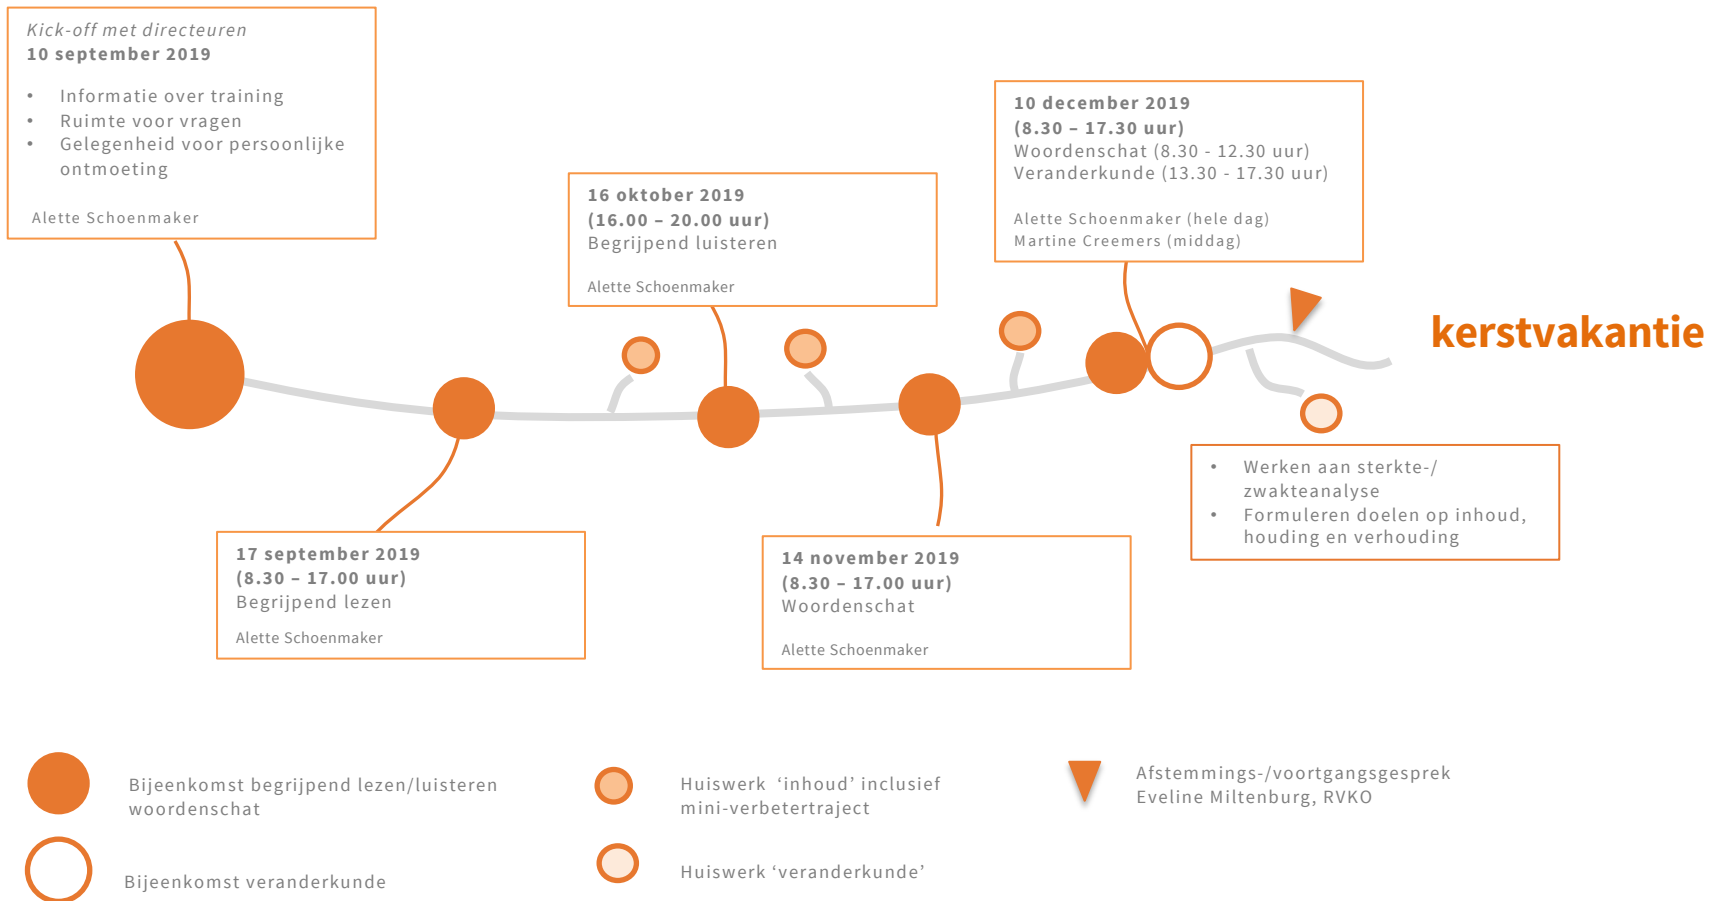 Kick-off met directeuren
10 september 2019
• Informatie over training
• Ruimte voor vragen
• Gelegenheid voor persoonlijke
ontmoeting
Alette Schoenmaker
16 oktober 2019
(16.00 – 20.00 uur)
Begrijpend luisteren
Alette Schoenmaker
10 december 2019
(8.30 – 17.30 uur)
Woordenschat (8.30 - 12.30 uur)
Veranderkunde (13.30 - 17.30 uur)
Alette Schoenmaker (hele dag)
Martine Creemers (middag)
kerstvakantie
17 september 2019
(8.30 – 17.00 uur)
Begrijpend lezen
Alette Schoenmaker
14 november 2019
(8.30 – 17.00 uur)
Woordenschat
Alette Schoenmaker
• Werken aan sterkte-/
zwakteanalyse
• Formuleren doelen op inhoud,
houding en verhouding
Bijeenkomst begrijpend lezen/luisteren
woordenschat
Bijeenkomst veranderkunde
Huiswerk ‘inhoud’ inclusief
mini-verbetertraject
Huiswerk ‘veranderkunde’
Afstemmings-/voortgangsgesprek
Eveline Miltenburg, RVKO